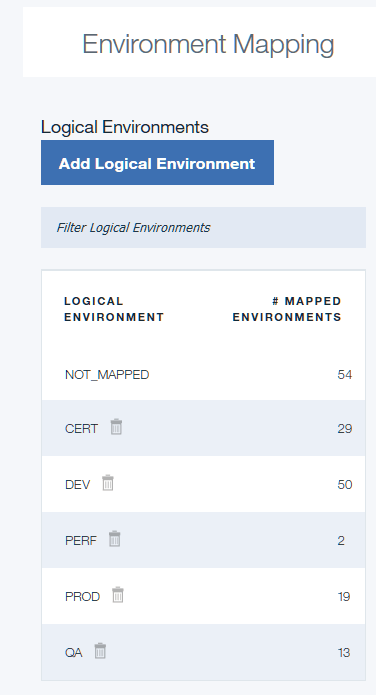 Environment Mapping
Logical Environments
Add Logical Environment
Filter Logical Environments
LOGICAL ENVIRONMENT # MAPPED ENVIRONMENTS
NOT_MAPPED 54
CERT 29
DEV 50
PERF 2
PROD 19
QA 13